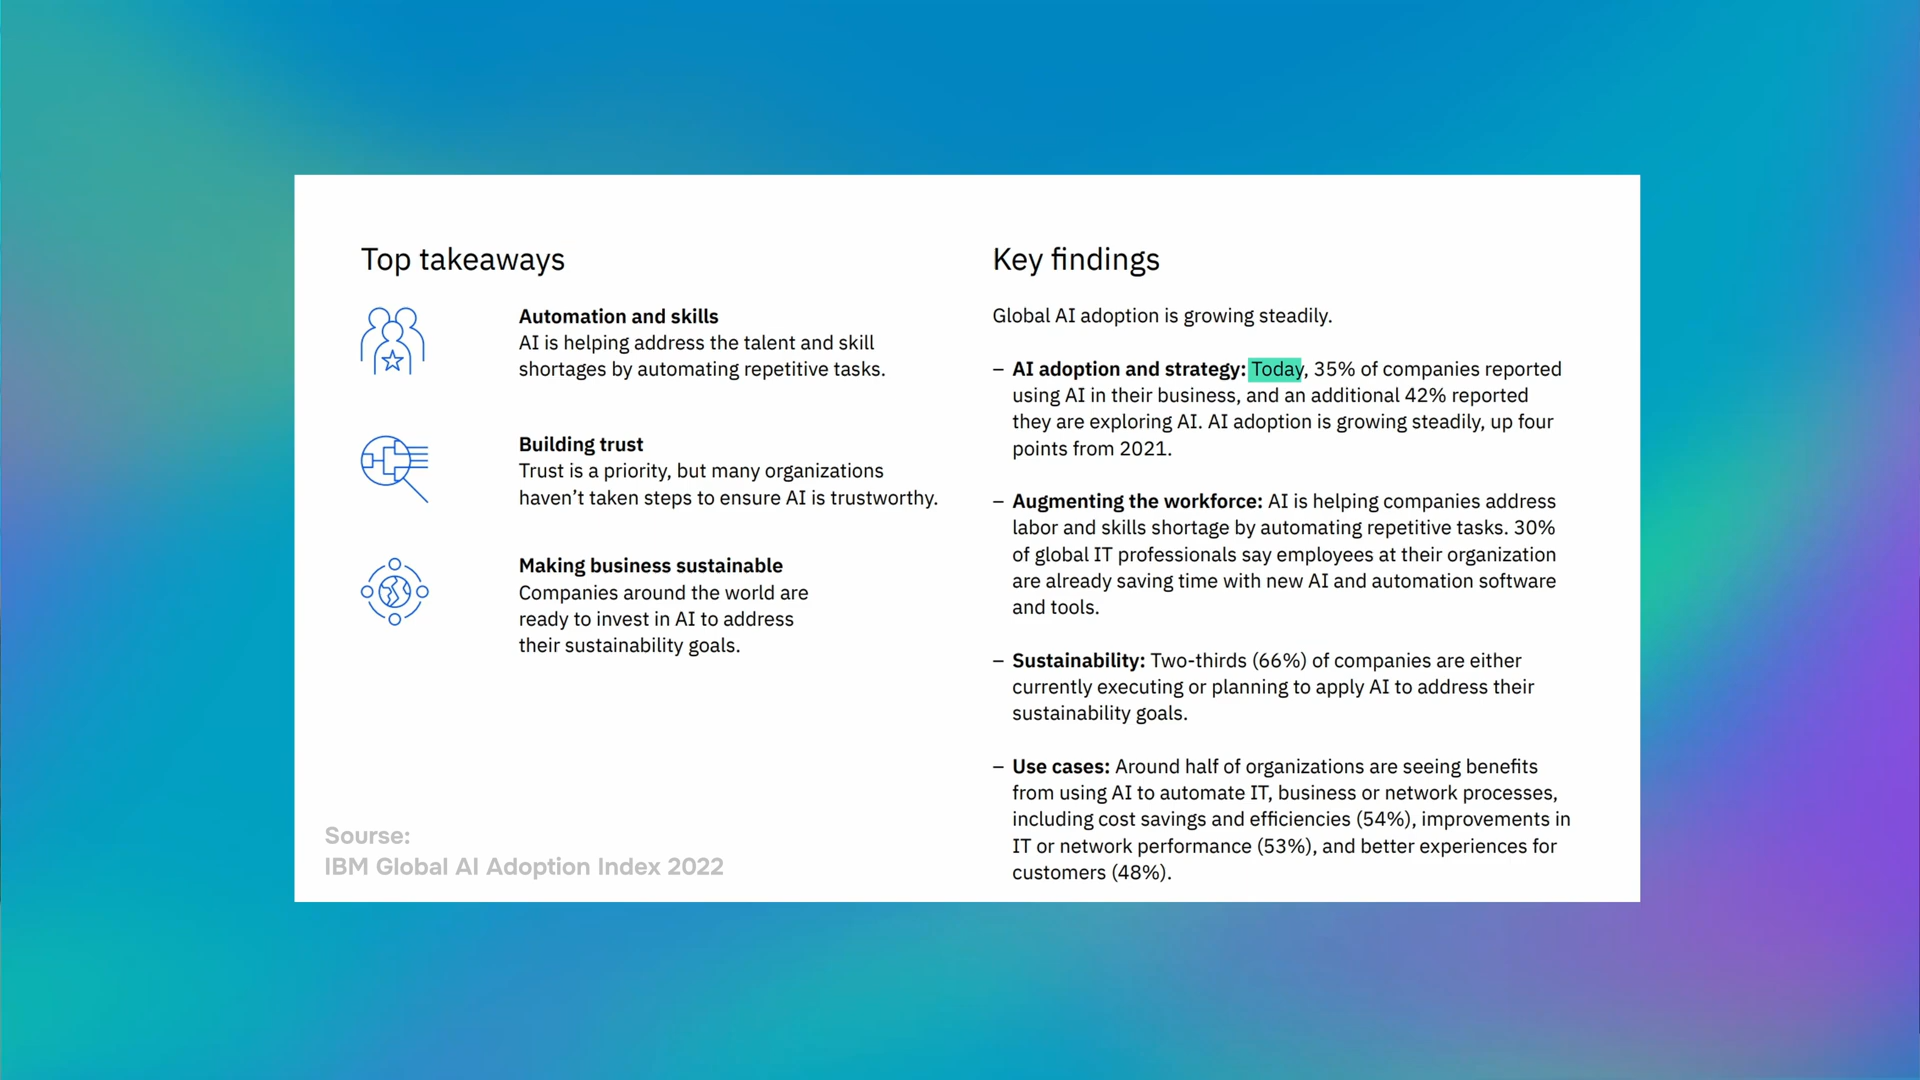 Top takeaways
Automation and skills
AI is helping address the talent and skill
shortages by automating repetitive tasks.
Building trust
Trust is a priority, but many organizations
haven’t taken steps to ensure AI is trustworthy.
Making business sustainable
Companies around the world are
ready to invest in AI to address
their sustainability goals.
Sourse:
IBM Global AI Adoption Index 2022
Key findings
Global AI adoption is growing steadily.
– AI adoption and strategy: Today, 35% of companies reported
using AI in their business, and an additional 42% reported
they are exploring AI. AI adoption is growing steadily, up four
points from 2021.
– Augmenting the workforce: AI is helping companies address
labor and skills shortage by automating repetitive tasks. 30%
of global IT professionals say employees at their organization
are already saving time with new AI and automation software
and tools.
– Sustainability: Two-thirds (66%) of companies are either
currently executing or planning to apply AI to address their
sustainability goals.
– Use cases: Around half of organizations are seeing benefits
from using AI to automate IT, business or network processes,
including cost savings and efficiencies (54%), improvements in
IT or network performance (53%), and better experiences for
customers (48%).